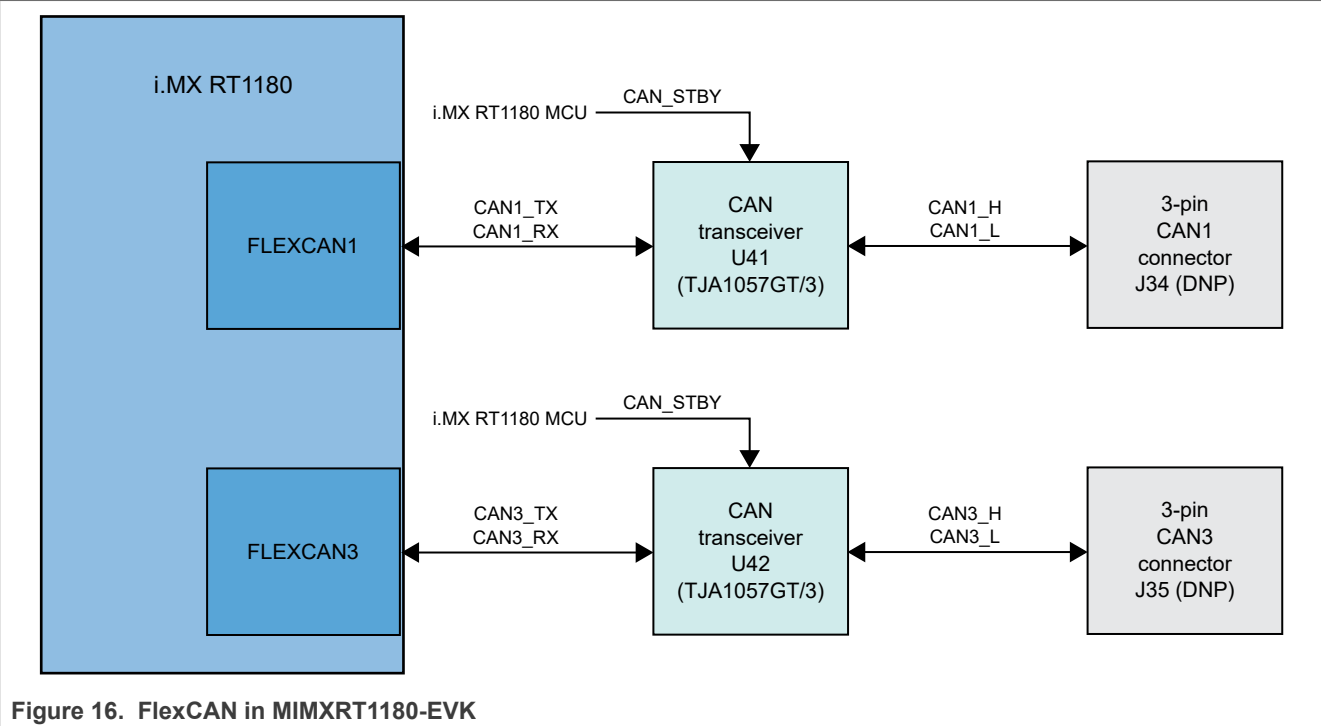 i.MX RT1180
i.MX RT1180 MCU
CAN_STBY
FLEXCAN1
CAN1_TX
CAN1_RX
CAN
transceiver
U41
(TJA1057GT/3)
CAN1_H
CAN1_L
3-pin
CAN1
connector
J34 (DNP)
i.MX RT1180 MCU
CAN_STBY
FLEXCAN3
CAN3_TX
CAN3_RX
CAN
transceiver
U42
(TJA1057GT/3)
CAN3_H
CAN3_L
3-pin
CAN3
connector
J35 (DNP)
Figure 16. FlexCAN in MIMXRT1180-EVK